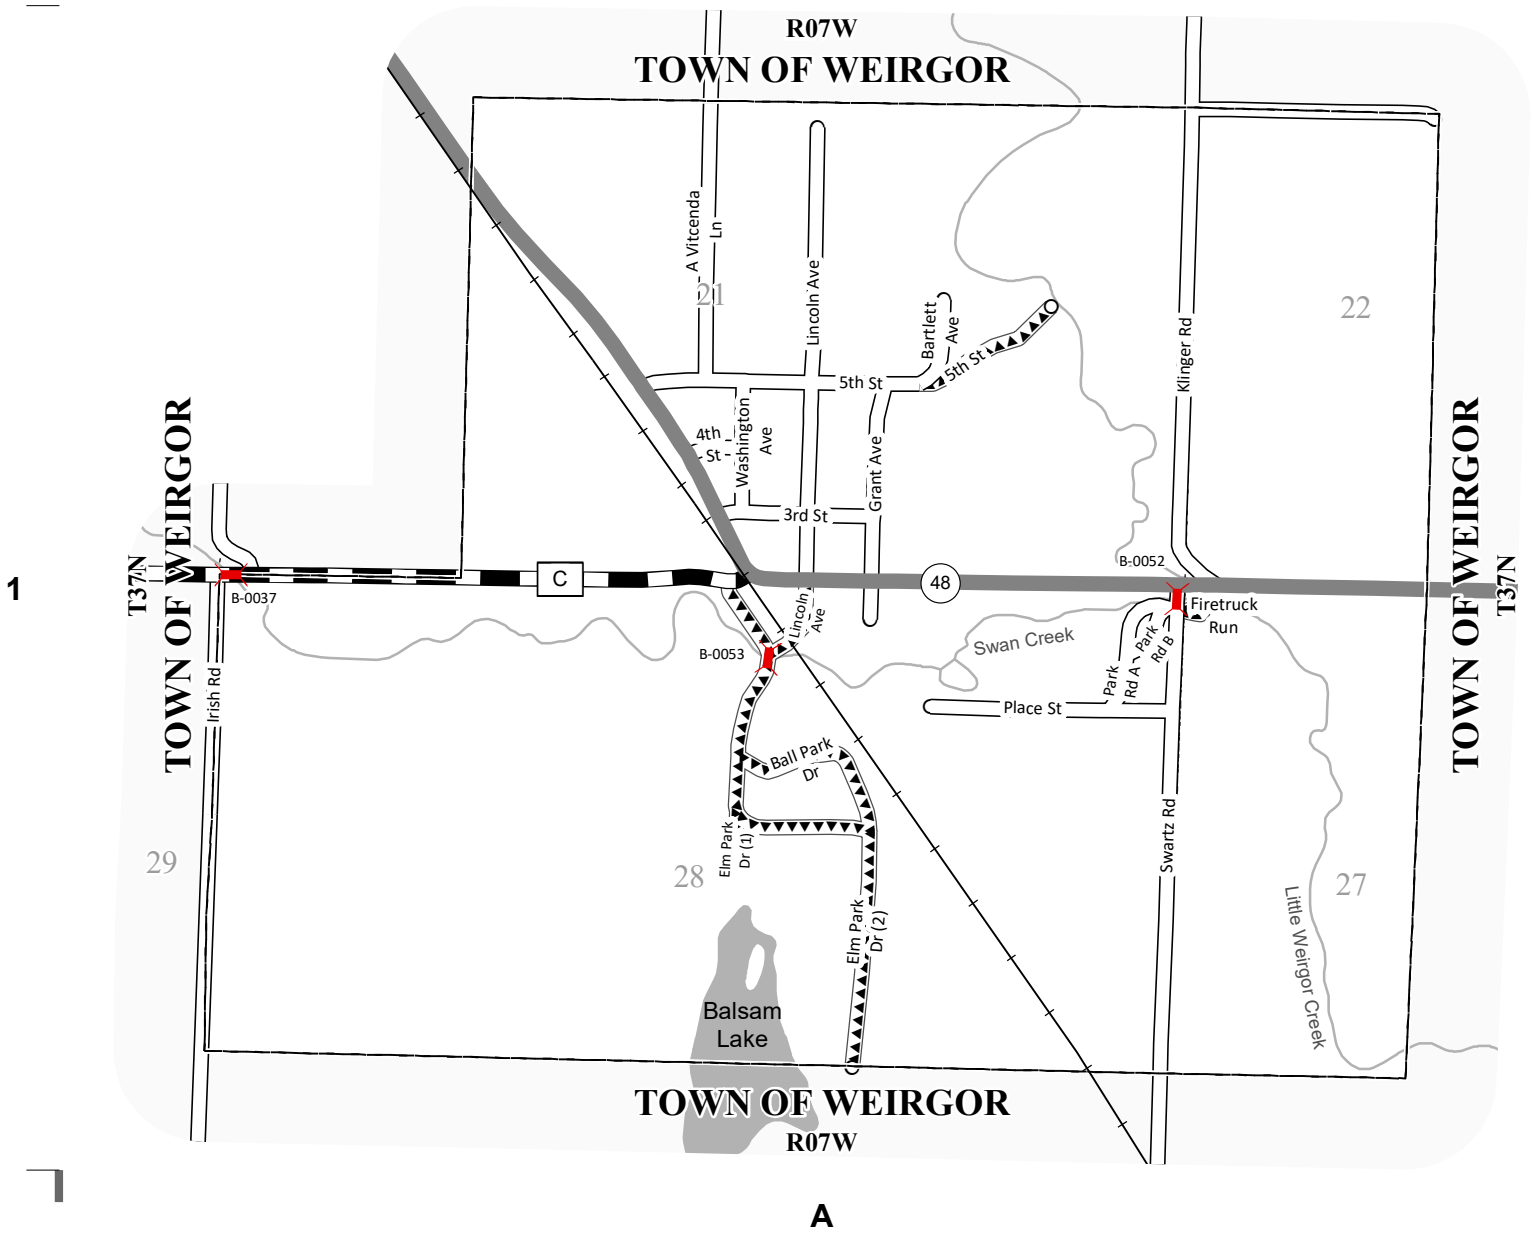 R07W
TOWN OF WEIRGOR
A Vitcenda
Ln
21
Lincoln Ave
Bartlett
Ave
5th St
5th St
22
Klinger Rd
4th
St
Washington
Ave
Grant Ave
3rd St
TOWN OF WEIRGOR
TOWN OF WEIRGOR
T37N
T37N
1
C
48
B-0037
B-0052
B-0053
Lincoln
Ave
Firetruck
Run
Swan Creek
Park
Rd A
Park
Rd B
Irish Rd
Place St
Ball Park
Dr
Elm Park
Dr (1)
Swartz Rd
29
28
27
Elm Park
Dr (2)
Little Weirgor Creek
Balsam
Lake
TOWN OF WEIRGOR
R07W
A